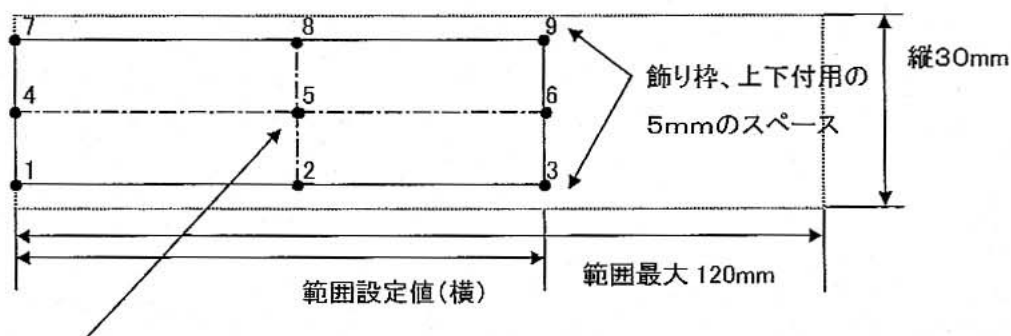 7 8 9
縦30mm
飾り枠、上下付用の
4 5 6
5mmのスペース
1 2 3
範囲設定値(横)
範囲最大 120mm